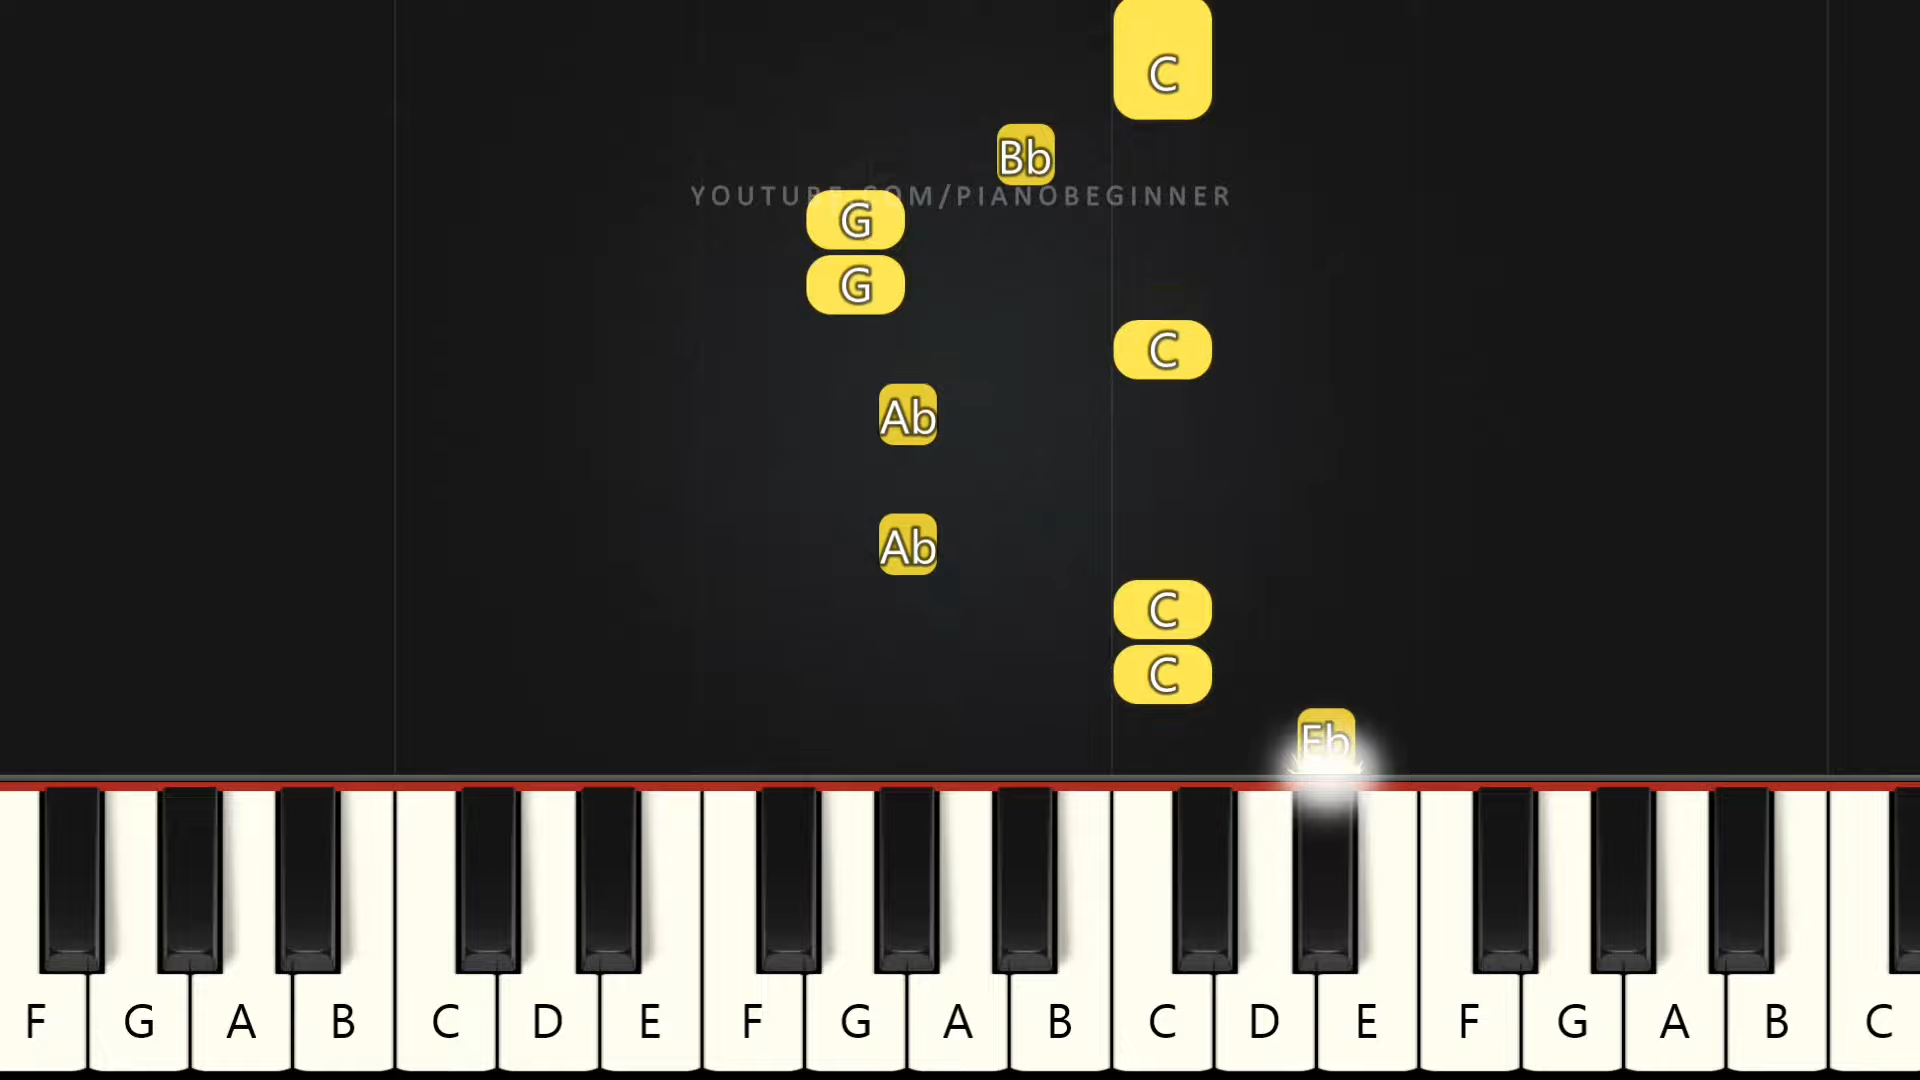 C
Bb
YOUTUBE.COM/PIANOBEGINNER
G
G
C
Ab
Ab
C
C
Eb
F G A B C D E F G A B C D E F G A B C